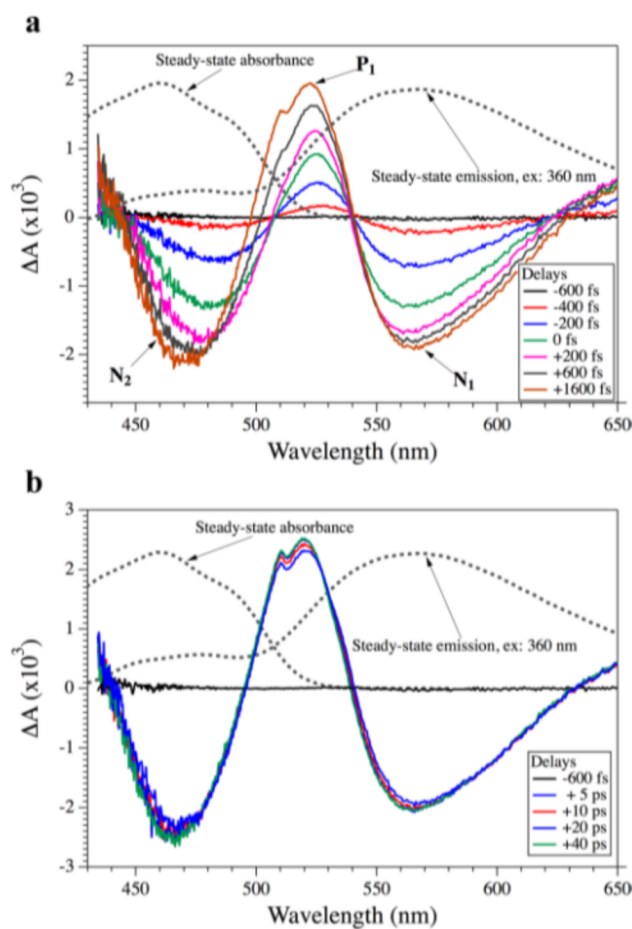 a
Steady-state absorbance
P₁
Steady-state emission, ex: 360 nm
N₂
N₁
ΔA (x10³)
2
1
0
-1
-2
Delays
-600 fs
-400 fs
-200 fs
0 fs
+200 fs
+600 fs
+1600 fs
450 500 550 600 650
Wavelength (nm)
b
Steady-state absorbance
Steady-state emission, ex: 360 nm
ΔA (x10³)
3
2
1
0
-1
-2
-3
Delays
-600 fs
+ 5 ps
+10 ps
+20 ps
+40 ps
450 500 550 600 650
Wavelength (nm)